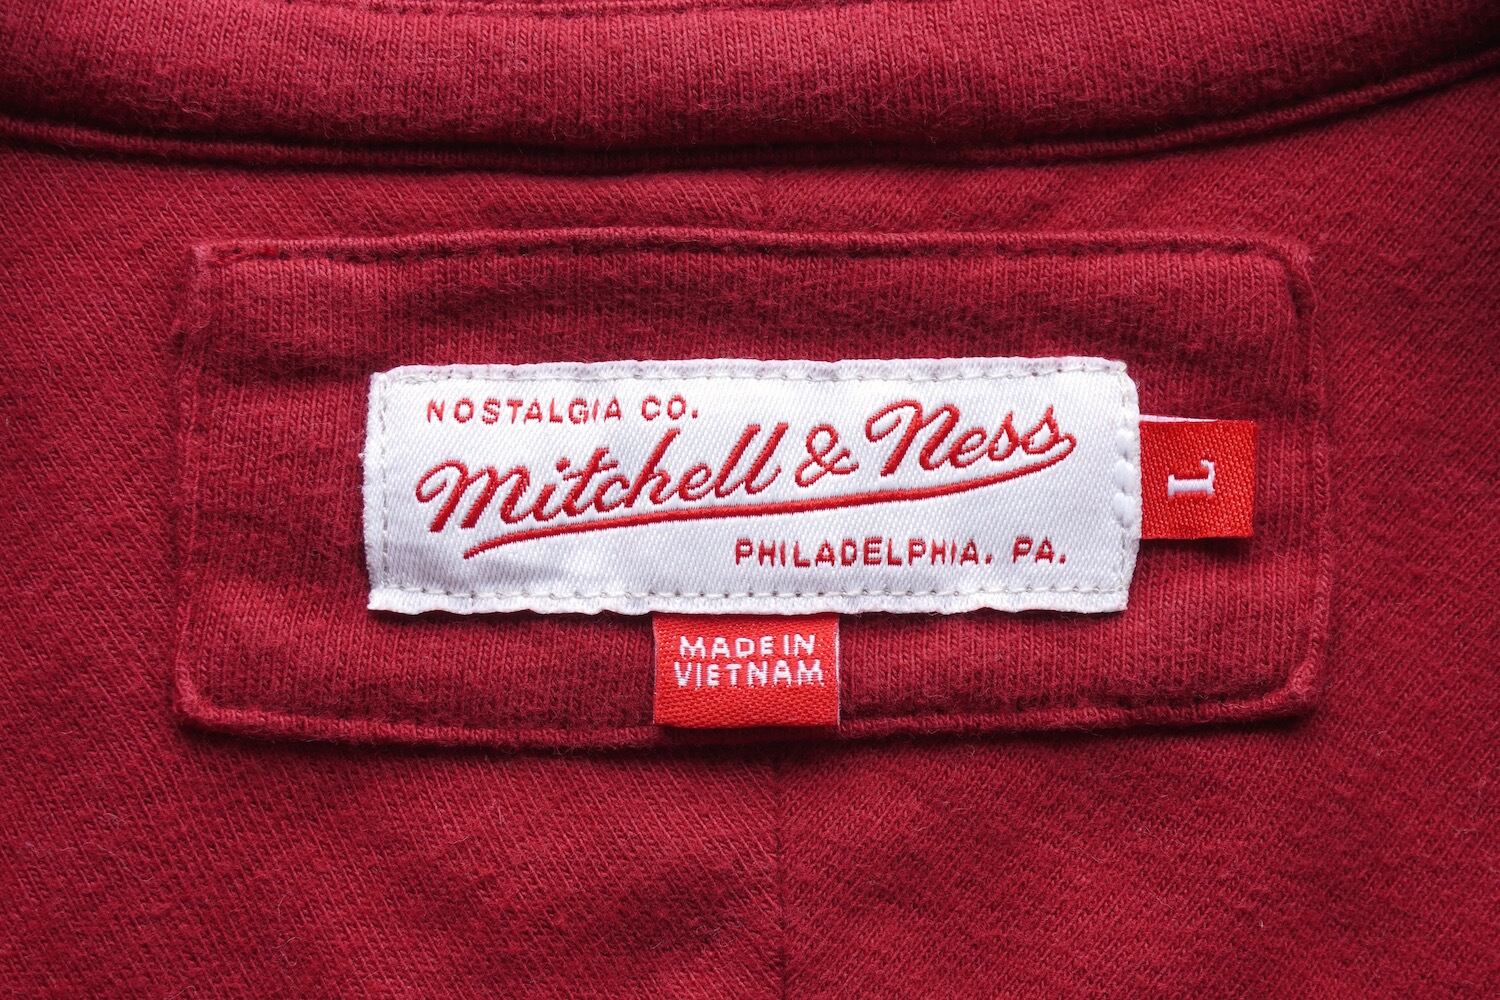 NOSTALGIA CO.
Mitchell & Ness
PHILADELPHIA, PA.
L
MADE IN
VIETNAM